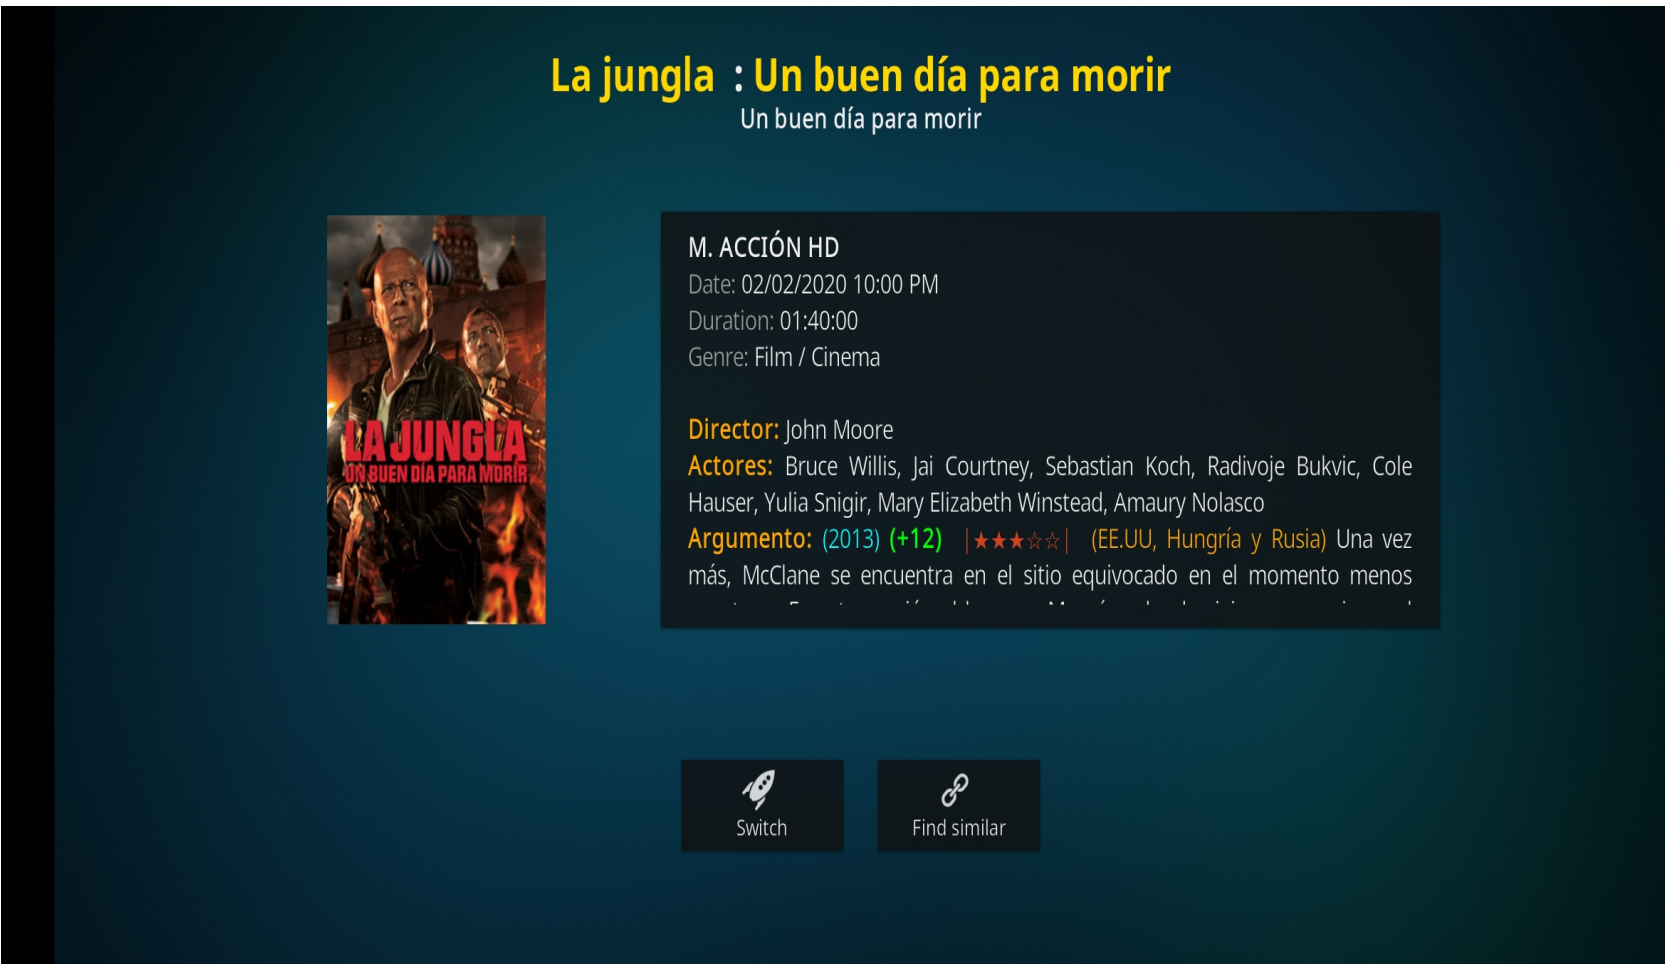 La jungla : Un buen día para morir
Un buen día para morir
M. ACCIÓN HD
Date: 02/02/2020 10:00 PM
Duration: 01:40:00
Genre: Film / Cinema
Director: John Moore
Actores: Bruce Willis, Jai Courtney, Sebastian Koch, Radivoje Bukvic, Cole
Hauser, Yulia Snigir, Mary Elizabeth Winstead, Amaury Nolasco
Argumento: (2013) (+12) |★★★☆☆| (EE.UU, Hungría y Rusia) Una vez
más, McClane se encuentra en el sitio equivocado en el momento menos
LA JUNGLA
UN BUEN DÍA PARA MORIR
Switch
Find similar